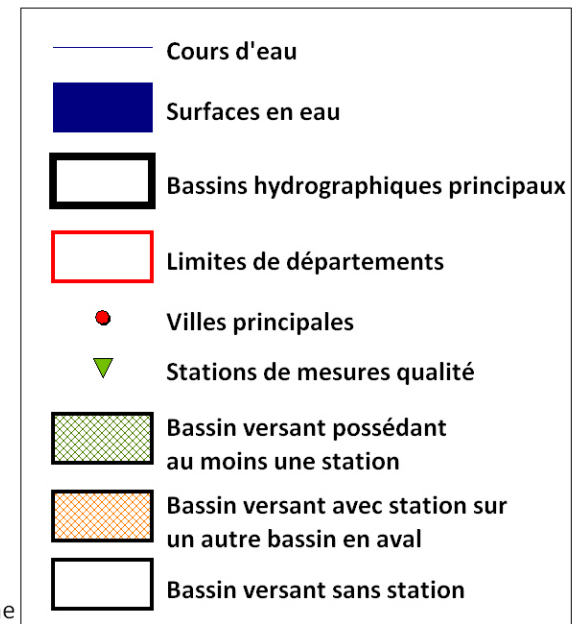 Cours d'eau
Surfaces en eau
Bassins hydrographiques principaux
Limites de départements
Villes principales
Stations de mesures qualité
Bassin versant possédant
au moins une station
Bassin versant avec station sur
un autre bassin en aval
Bassin versant sans station